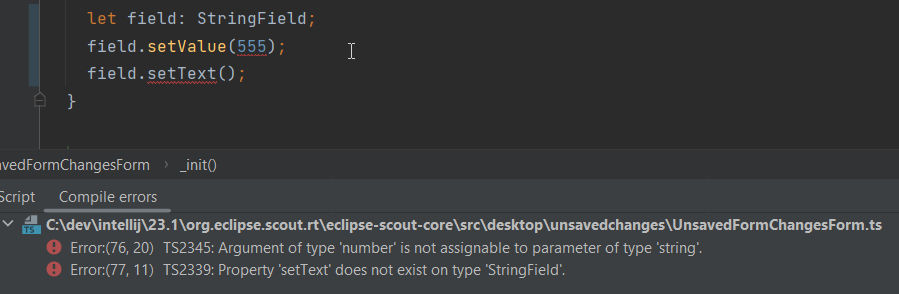 let field: StringField;
field.setValue(555);
field.setText();
}
avedFormChangesForm › _init()
Script Compile errors
TS C:\dev\intellij\23.1\org.eclipse.scout.rt\eclipse-scout-core\src\desktop\unsavedchanges\UnsavedFormChangesForm.ts
Error:(76, 20) TS2345: Argument of type 'number' is not assignable to parameter of type 'string'.
Error:(77, 11) TS2339: Property 'setText' does not exist on type 'StringField'.